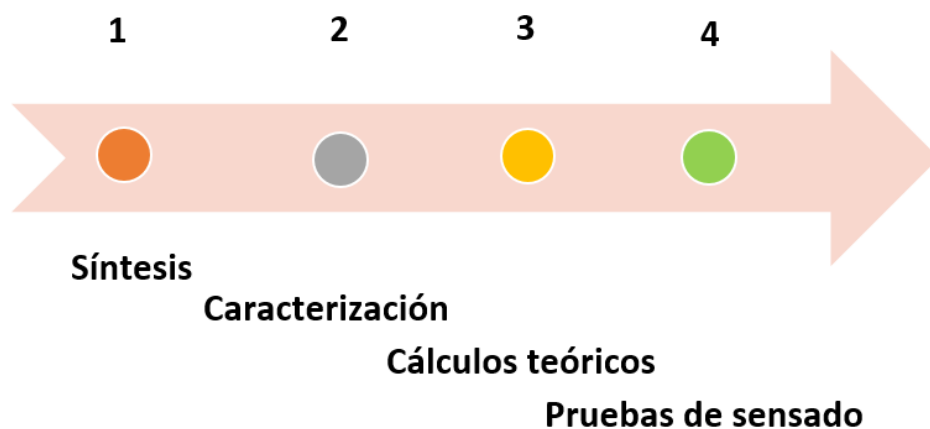 1 2 3 4
Síntesis
Caracterización
Cálculos teóricos
Pruebas de sensado